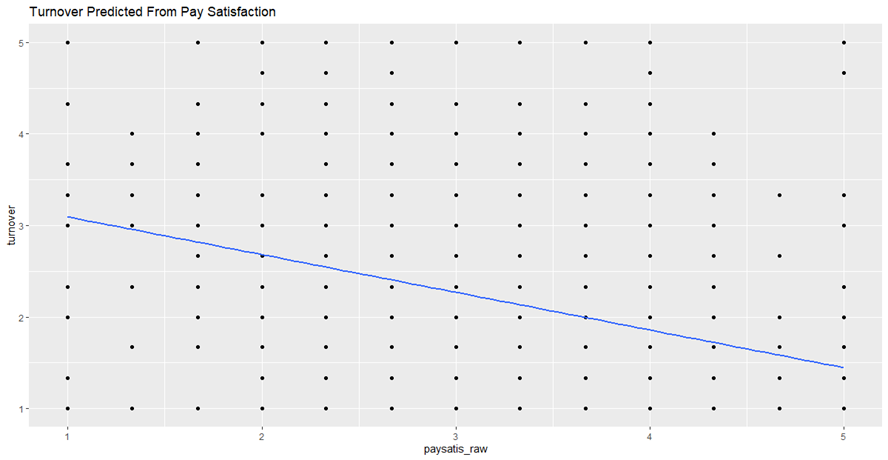 Turnover Predicted From Pay Satisfaction
5
4
3
2
1
turnover
1 2 3 4 5
paysatis_raw